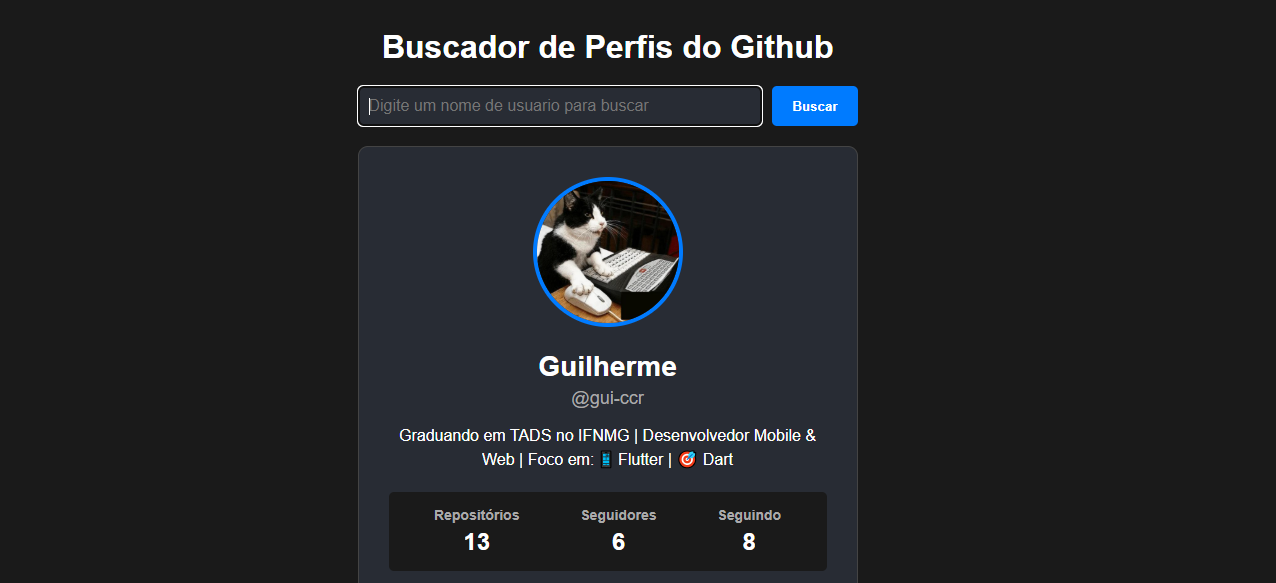 Buscador de Perfis do Github
Digite um nome de usuario para buscar
Buscar
Guilherme
@gui-ccr
Graduando em TADS no IFNMG | Desenvolvedor Mobile &
Web | Foco em: 📱 Flutter | 🎯 Dart
Repositórios Seguidores Seguindo
13 6 8